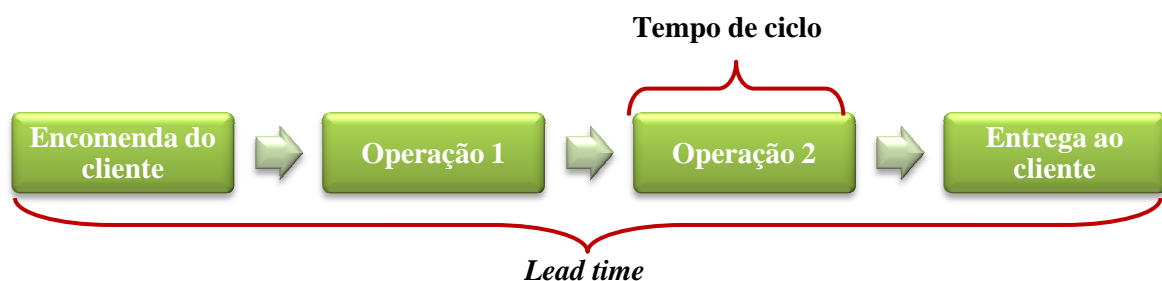 Tempo de ciclo
Encomenda do
cliente
Operação 1
Operação 2
Entrega ao
cliente
Lead time